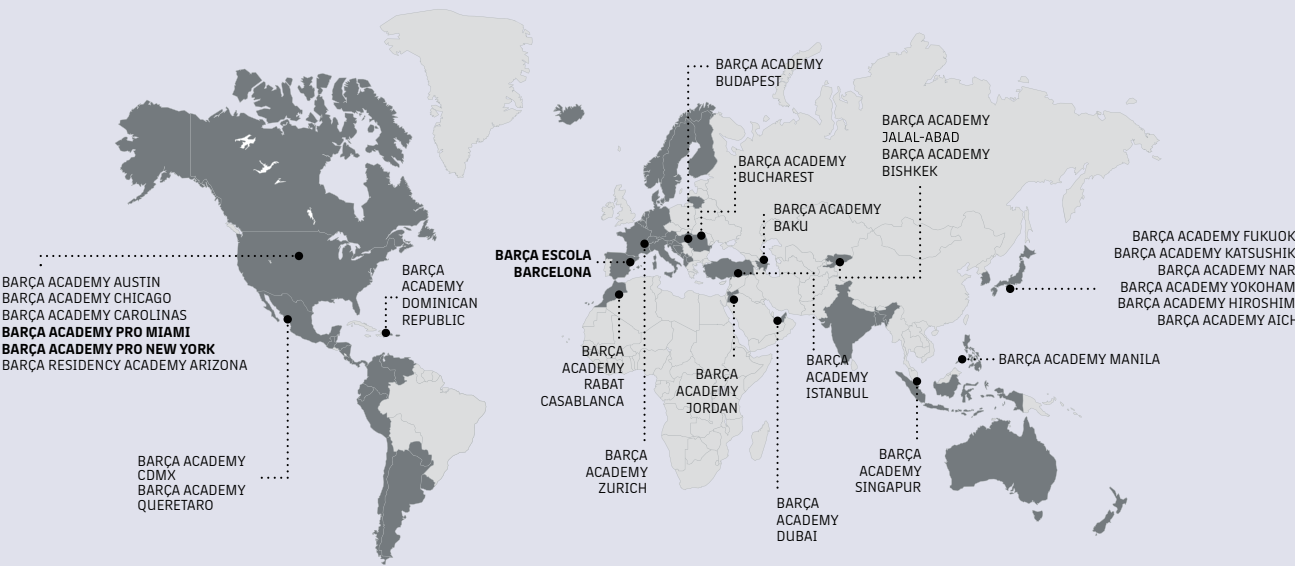 BARÇA ACADEMY
BUDAPEST
BARÇA ACADEMY
JALAL-ABAD
BARÇA ACADEMY
BISHKEK
BARÇA ACADEMY
BUCHAREST
BARÇA ACADEMY
BAKU
BARÇA ESCOLA
BARCELONA
BARÇA ACADEMY FUKUOK
BARÇA ACADEMY KATSUSHIK
BARÇA ACADEMY NAR
BARÇA ACADEMY YOKOHAM
BARÇA ACADEMY HIROSHIM
BARÇA ACADEMY AICH
BARÇA ACADEMY AUSTIN
BARÇA ACADEMY CHICAGO
BARÇA ACADEMY CAROLINAS
BARÇA ACADEMY PRO MIAMI
BARÇA ACADEMY PRO NEW YORK
BARÇA RESIDENCY ACADEMY ARIZONA
BARÇA
ACADEMY
DOMINICAN
REPUBLIC
BARÇA
ACADEMY
RABAT
CASABLANCA
BARÇA
ACADEMY
JORDAN
BARÇA
ACADEMY
ISTANBUL
BARÇA ACADEMY MANILA
BARÇA ACADEMY
CDMX
BARÇA ACADEMY
QUERETARO
BARÇA
ACADEMY
ZURICH
BARÇA
ACADEMY
SINGAPUR
BARÇA
ACADEMY
DUBAI